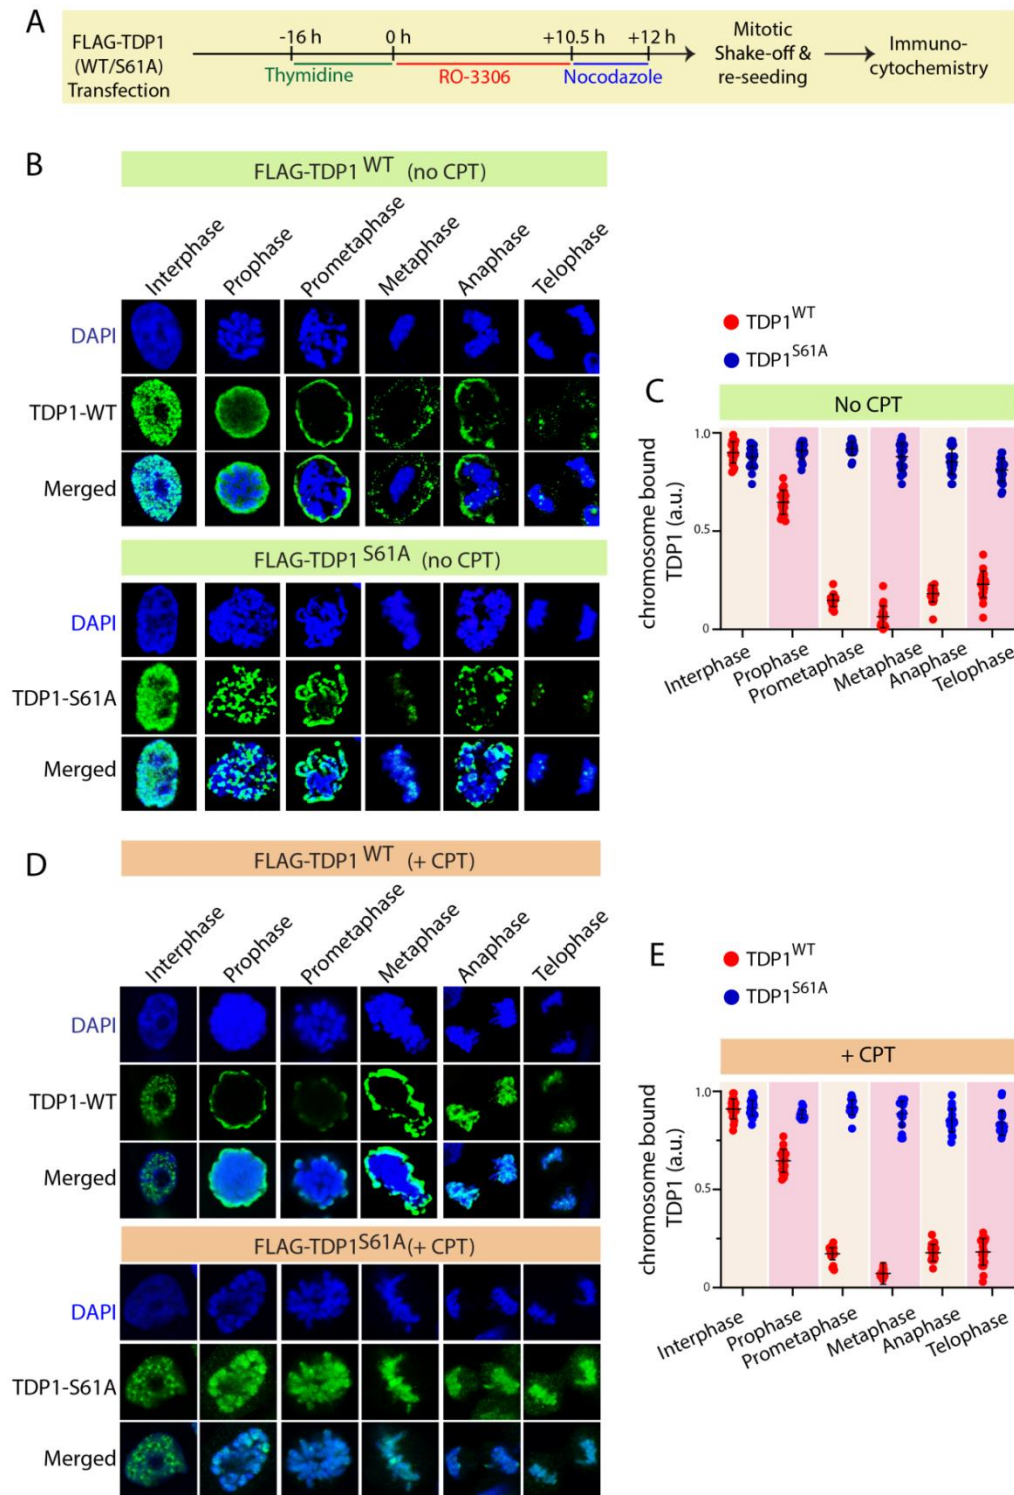 A
FLAG-TDP1
(WT/S61A)
Transfection
-16 h
0 h
+10.5 h
+12 h
Thymidine
RO-3306
Nocodazole
Mitotic
Shake-off &
re-seeding
Immuno-
cytochemistry
B
FLAG-TDP1 WT (no CPT)
Interphase
Prophase
Prometaphase
Metaphase
Anaphase
Telophase
DAPI
TDP1-WT
Merged
FLAG-TDP1 S61A (no CPT)
DAPI
TDP1-S61A
Merged
TDP1WT
TDP1S61A
C
No CPT
chromosome bound
TDP1 (a.u.)
1.0
0.5
0
Interphase
Prophase
Prometaphase
Metaphase
Anaphase
Telophase
D
FLAG-TDP1 WT (+ CPT)
Interphase
Prophase
Prometaphase
Metaphase
Anaphase
Telophase
DAPI
TDP1-WT
Merged
FLAG-TDP1S61A(+ CPT)
DAPI
TDP1-S61A
Merged
E
TDP1WT
TDP1S61A
+ CPT
chromosome bound
TDP1 (a.u.)
1.0
0.5
0
Interphase
Prophase
Prometaphase
Metaphase
Anaphase
Telophase